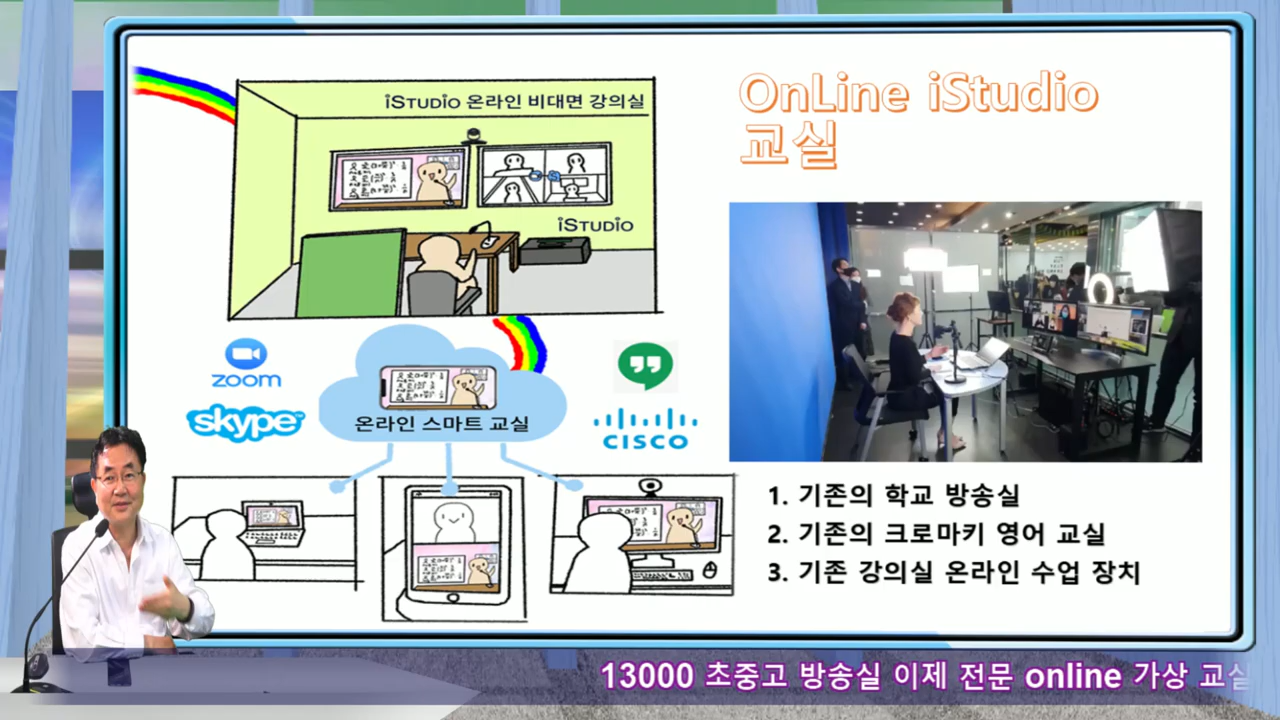 OnLine iStudio
교실
iStudio 온라인 비대면 강의실
iStudio
zoom
skype™
온라인 스마트 교실
CISCO
1. 기존의 학교 방송실
2. 기존의 크로마키 영어 교실
3. 기존 강의실 온라인 수업 장치
13000 초중고 방송실 이제 전문 online 가상 교실